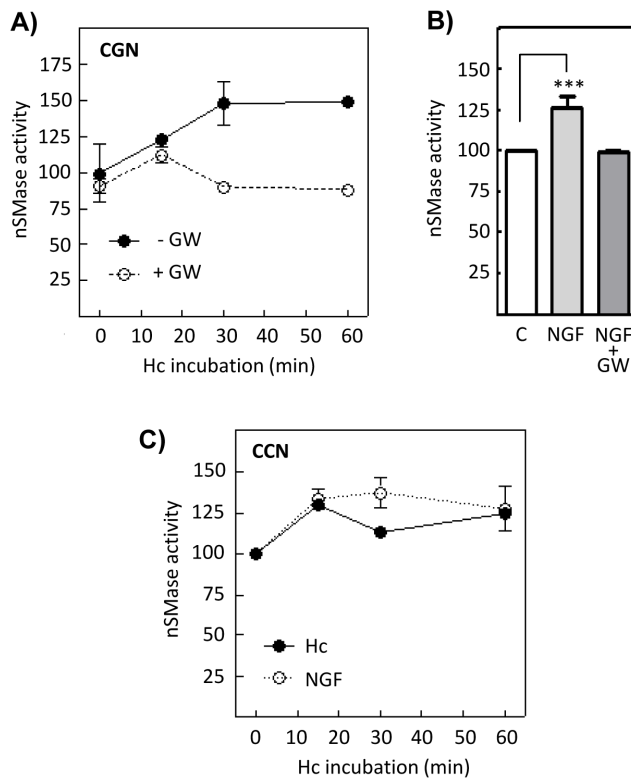 A)
CGN
nSMase activity
175
150
125
100
75
50
25
- GW
+ GW
0 10 20 30 40 50 60
Hc incubation (min)
B)
nSMase activity
150
125
100
75
50
25
***
C NGF NGF
+
GW
C)
CCN
nSMase activity
150
125
100
75
50
25
Hc
NGF
0 10 20 30 40 50 60
Hc incubation (min)